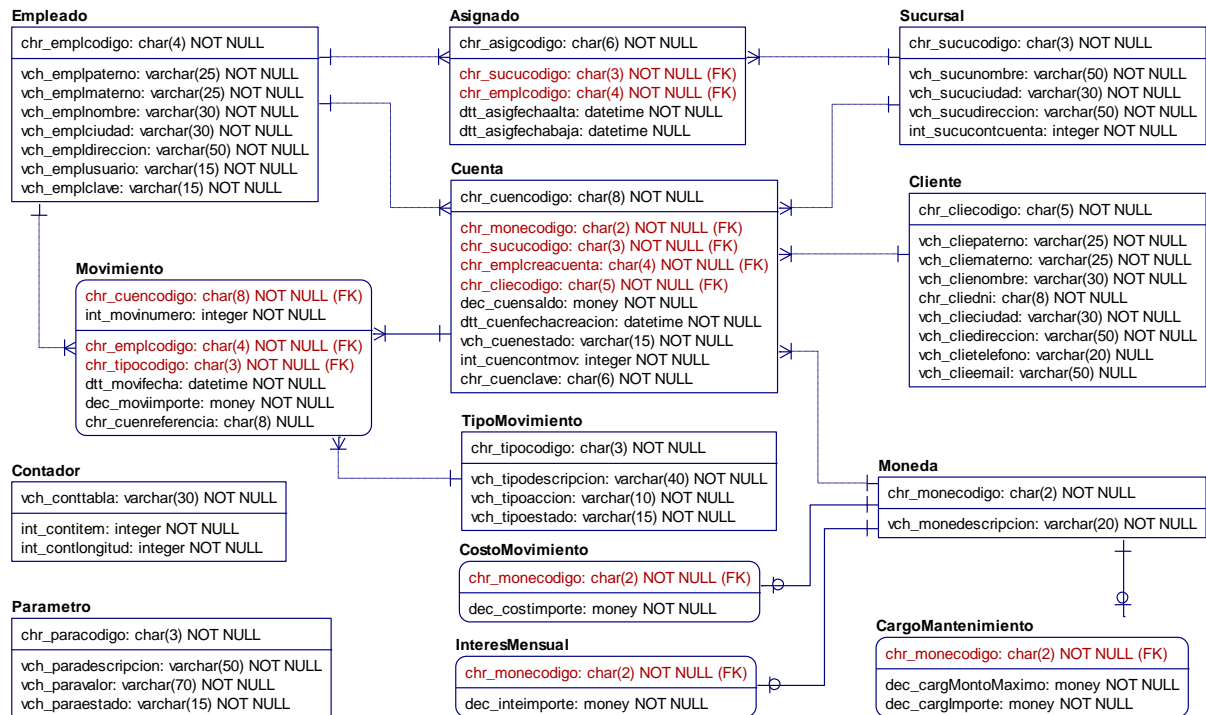 Empleado
chr_emplcodigo: char(4) NOT NULL
vch_emplpaterno: varchar(25) NOT NULL
vch_emplmaterno: varchar(25) NOT NULL
vch_emplnombre: varchar(30) NOT NULL
vch_emplciudad: varchar(30) NOT NULL
vch_empldireccion: varchar(50) NOT NULL
vch_emplusuario: varchar(15) NOT NULL
vch_emplclave: varchar(15) NOT NULL
Asignado
chr_asigcodigo: char(6) NOT NULL
chr_sucucodigo: char(3) NOT NULL (FK)
chr_emplcodigo: char(4) NOT NULL (FK)
dtt_asigfechaalta: datetime NOT NULL
dtt_asigfechabaja: datetime NULL
Sucursal
chr_sucucodigo: char(3) NOT NULL
vch_sucunombre: varchar(50) NOT NULL
vch_sucuciudad: varchar(30) NOT NULL
vch_sucudireccion: varchar(50) NOT NULL
int_sucucontcuenta: integer NOT NULL
Cuenta
chr_cuencodigo: char(8) NOT NULL
chr_monecodigo: char(2) NOT NULL (FK)
chr_sucucodigo: char(3) NOT NULL (FK)
chr_emplcreacuenta: char(4) NOT NULL (FK)
chr_cliecodigo: char(5) NOT NULL (FK)
dec_cuensaldo: money NOT NULL
dtt_cuenfechacreacion: datetime NOT NULL
vch_cuenestado: varchar(15) NOT NULL
int_cuencontmov: integer NOT NULL
chr_cuenclave: char(6) NOT NULL
Cliente
chr_cliecodigo: char(5) NOT NULL
vch_cliepaterno: varchar(25) NOT NULL
vch_cliematerno: varchar(25) NOT NULL
vch_clienombre: varchar(30) NOT NULL
chr_cliedni: char(8) NOT NULL
vch_clieciudad: varchar(30) NOT NULL
vch_cliedireccion: varchar(50) NOT NULL
vch_clietelefono: varchar(20) NULL
vch_clieemail: varchar(50) NULL
Movimiento
chr_cuencodigo: char(8) NOT NULL (FK)
int_movinumero: integer NOT NULL
chr_emplcodigo: char(4) NOT NULL (FK)
chr_tipocodigo: char(3) NOT NULL (FK)
dtt_movifecha: datetime NOT NULL
dec_moviimporte: money NOT NULL
chr_cuenreferencia: char(8) NULL
TipoMovimiento
chr_tipocodigo: char(3) NOT NULL
vch_tipodescripcion: varchar(40) NOT NULL
vch_tipoaccion: varchar(10) NOT NULL
vch_tipoestado: varchar(15) NOT NULL
Contador
vch_conttabla: varchar(30) NOT NULL
int_contitem: integer NOT NULL
int_contlongitud: integer NOT NULL
Moneda
chr_monecodigo: char(2) NOT NULL
vch_monedescripcion: varchar(20) NOT NULL
CostoMovimiento
chr_monecodigo: char(2) NOT NULL (FK)
dec_costimporte: money NOT NULL
Parametro
chr_paracodigo: char(3) NOT NULL
vch_paradescripcion: varchar(50) NOT NULL
vch_paravalor: varchar(70) NOT NULL
vch_paraestado: varchar(15) NOT NULL
InteresMensual
chr_monecodigo: char(2) NOT NULL (FK)
dec_inteimporte: money NOT NULL
CargoMantenimiento
chr_monecodigo: char(2) NOT NULL (FK)
dec_cargMontoMaximo: money NOT NULL
dec_cargImporte: money NOT NULL